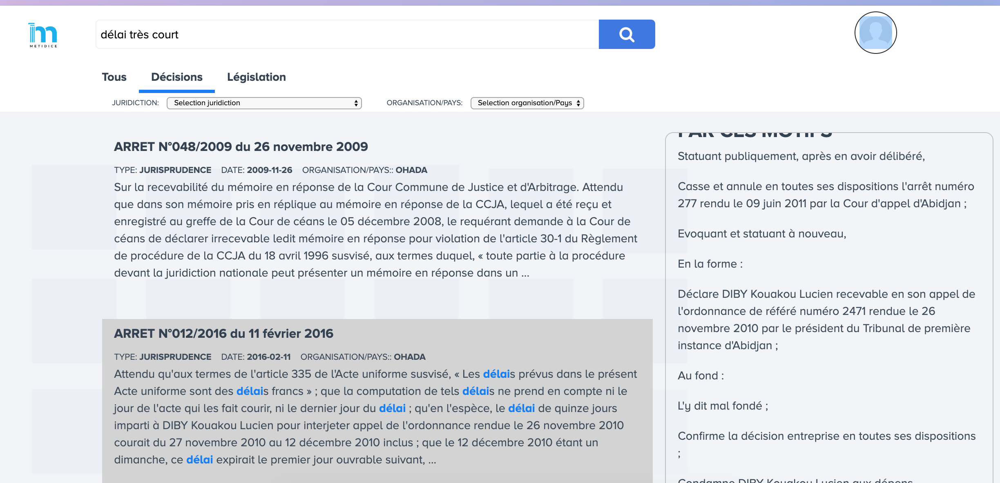 METIDICE
délai très court
Tous Décisions Législation
JURIDICTION: Selection juridiction ORGANISATION/PAYS: Selection organisation/Pays
ARRET N°048/2009 du 26 novembre 2009
TYPE: JURISPRUDENCE DATE: 2009-11-26 ORGANISATION/PAYS:: OHADA
Sur la recevabilité du mémoire en réponse de la Cour Commune de Justice et d'Arbitrage. Attendu
que dans son mémoire pris en réplique au mémoire en réponse de la CCJA, lequel a été reçu et
enregistré au greffe de la Cour de céans le 05 décembre 2008, le requérant demande à la Cour de
céans de déclarer irrecevable ledit mémoire en réponse pour violation de l'article 30-1 du Règlement
de procédure de la CCJA du 18 avril 1996 susvisé, aux termes duquel, « toute partie à la procédure
devant la juridiction nationale peut présenter un mémoire en réponse dans un ...
ARRET N°012/2016 du 11 février 2016
TYPE: JURISPRUDENCE DATE: 2016-02-11 ORGANISATION/PAYS:: OHADA
Attendu qu'aux termes de l'article 335 de l'Acte uniforme susvisé, « Les délais prévus dans le présent
Acte uniforme sont des délais francs » ; que la computation de tels délais ne prend en compte ni le
jour de l'acte qui les fait courir, ni le dernier jour du délai ; qu'en l'espèce, le délai de quinze jours
imparti à DIBY Kouakou Lucien pour interjeter appel de l'ordonnance rendue le 26 novembre 2010
courait du 27 novembre 2010 au 12 décembre 2010 inclus ; que le 12 décembre 2010 étant un
dimanche, ce délai expirait le premier jour ouvrable suivant, ...
PAR CES MOTIFS
Statuant publiquement, après en avoir délibéré,
Casse et annule en toutes ses dispositions l'arrêt numéro
277 rendu le 09 juin 2011 par la Cour d'appel d'Abidjan ;
Evoquant et statuant à nouveau,
En la forme :
Déclare DIBY Kouakou Lucien recevable en son appel de
l'ordonnance de référé numéro 2471 rendue le 26
novembre 2010 par le président du Tribunal de première
instance d'Abidjan ;
Au fond :
L'y dit mal fondé ;
Confirme la décision entreprise en toutes ses dispositions
;
Condamne DIBY Kouakou Lucien aux dépens